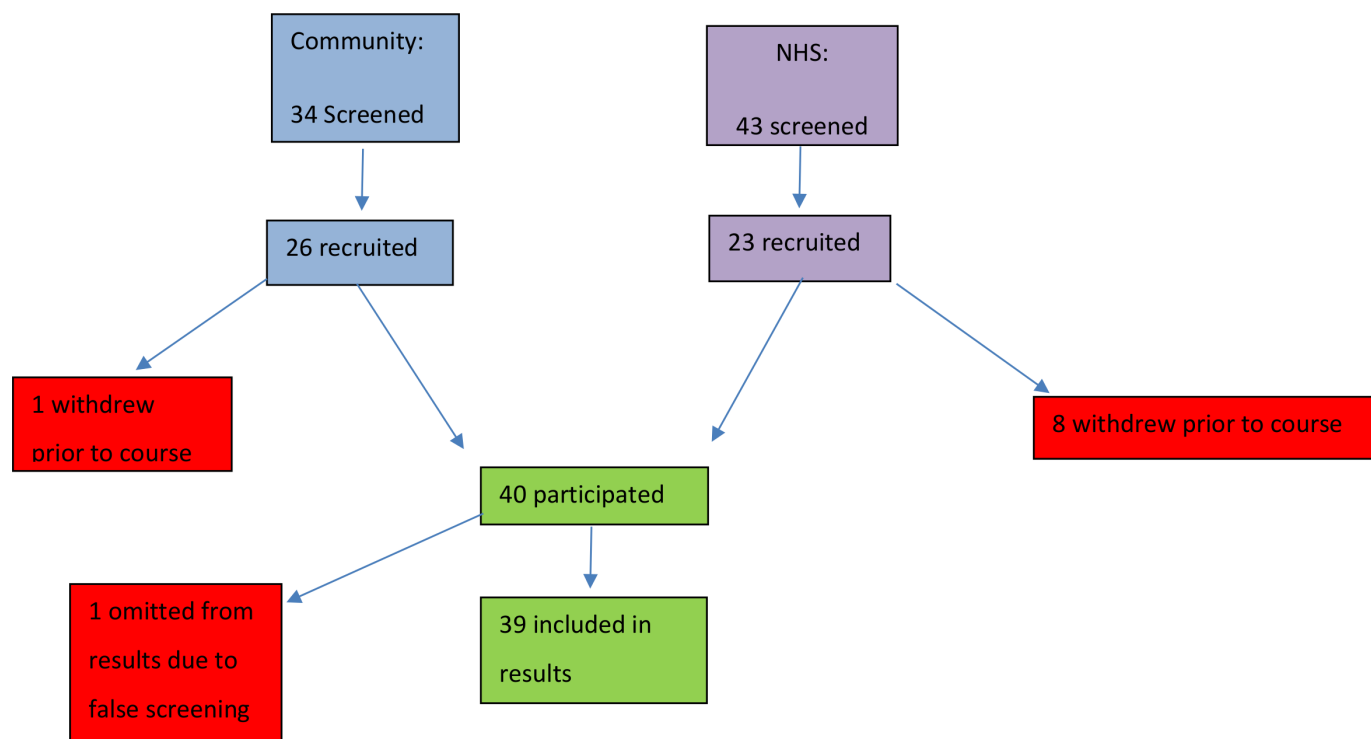 Community:
34 Screened
NHS:
43 screened
26 recruited
23 recruited
1 withdrew
prior to course
8 withdrew prior to course
40 participated
1 omitted from
results due to
false screening
39 included in
results